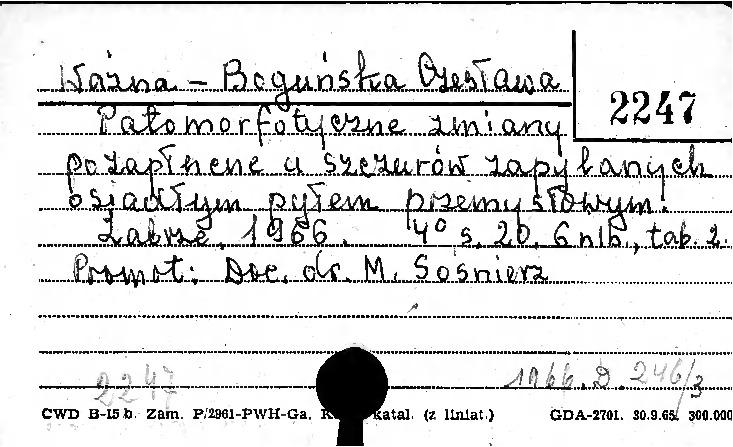 Ważna - Boguńska Czesława
2247
Patomorfotyczne zmiany
pozapłucne u szczurów zapylanych
osiadłym pyłem przemysłowym.
Zabrze, 1966. 4° s. 20, 6 nlb., tab. 2.
Promot: Doc. dr. M. Sośnierz
2247
1966. D. 246/3
CWD B-15 b. Zam. P/2961-PWH-Ga. katal. (z liniat.) GDA-2701. 30.9.65. 300.000